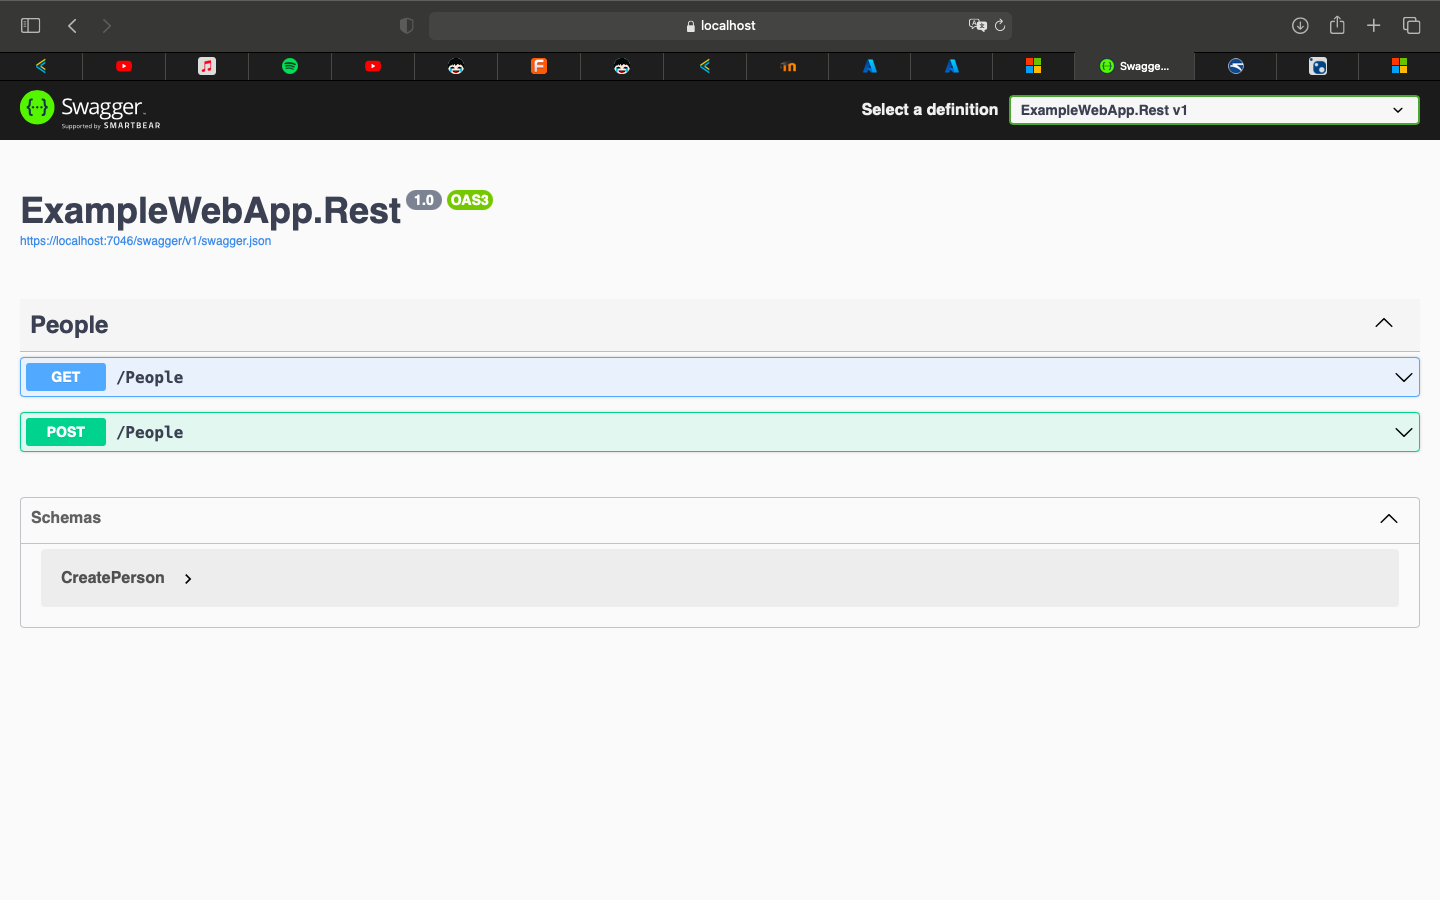 localhost
F
in
Swagge...
{··} Swagger
Supported by SMARTBEAR
Select a definition
ExampleWebApp.Rest v1
ExampleWebApp.Rest 1.0 OAS3
https://localhost:7046/swagger/v1/swagger.json
People
GET /People
POST /People
Schemas
CreatePerson